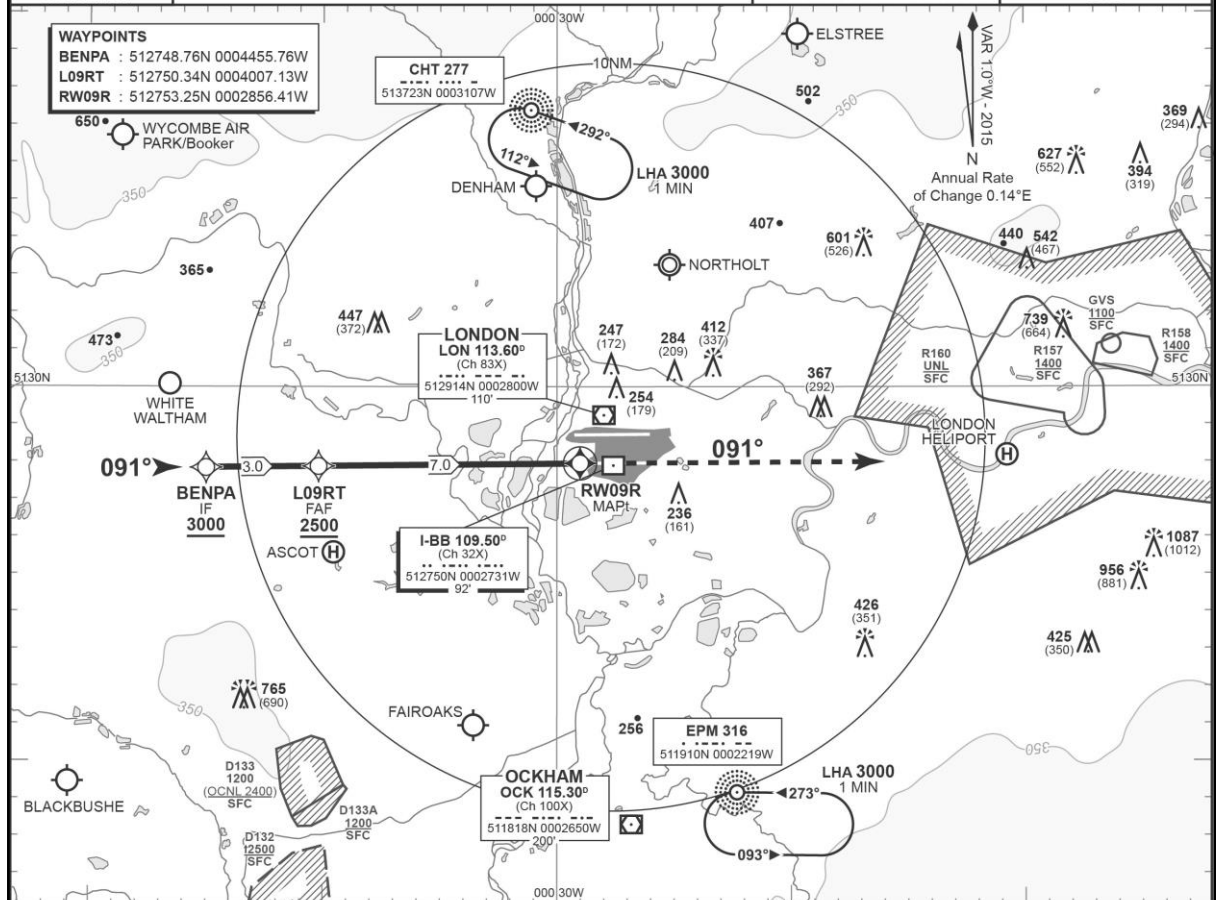 000 30W
WAYPOINTS
BENPA : 512748.76N 0004455.76W
L09RT : 512750.34N 0004007.13W
RW09R : 512753.25N 0002856.41W
650
WYCOMBE AIR
PARK/Booker
350
CHT 277
-·-· ···· -
513723N 0003107W
10NM
292°
112°
LHA 3000
1 MIN
DENHAM
ELSTREE
502
350
VAR 1.0°W - 2015
N
Annual Rate
of Change 0.14°E
369
(294)
627
(552)
394
(319)
407
601
(526)
440
542
(467)
NORTHOLT
365
447
(372)
473
350
LONDON
LON 113.60ᴰ
(Ch 83X)
·-·· --- -·
512914N 0002800W
110'
247
(172)
284
(209)
412
(337)
254
(179)
367
(292)
739
(664)
GVS
1100
SFC
R160
UNL
SFC
R157
1400
SFC
R158
1400
SFC
5130N
5130N
WHITE
WALTHAM
LONDON
HELIPORT
H
091°
3.0
7.0
091°
BENPA
IF
3000
L09RT
FAF
2500
RW09R
MAPt
ASCOT H
I-BB 109.50ᴰ
(Ch 32X)
·· -··· -···
512750N 0002731W
92'
236
(161)
1087
(1012)
956
(881)
426
(351)
425
(350)
765
(690)
350
FAIROAKS
256
EPM 316
· ·--· --
511910N 0002219W
350
BLACKBUSHE
D133
1200
(OCNL 2400)
SFC
D133A
1200
SFC
D132
†2500
SFC
OCKHAM
OCK 115.30ᴰ
(Ch 100X)
--- -·-· -·-
511818N 0002650W
200'
LHA 3000
1 MIN
273°
093°
000 30W